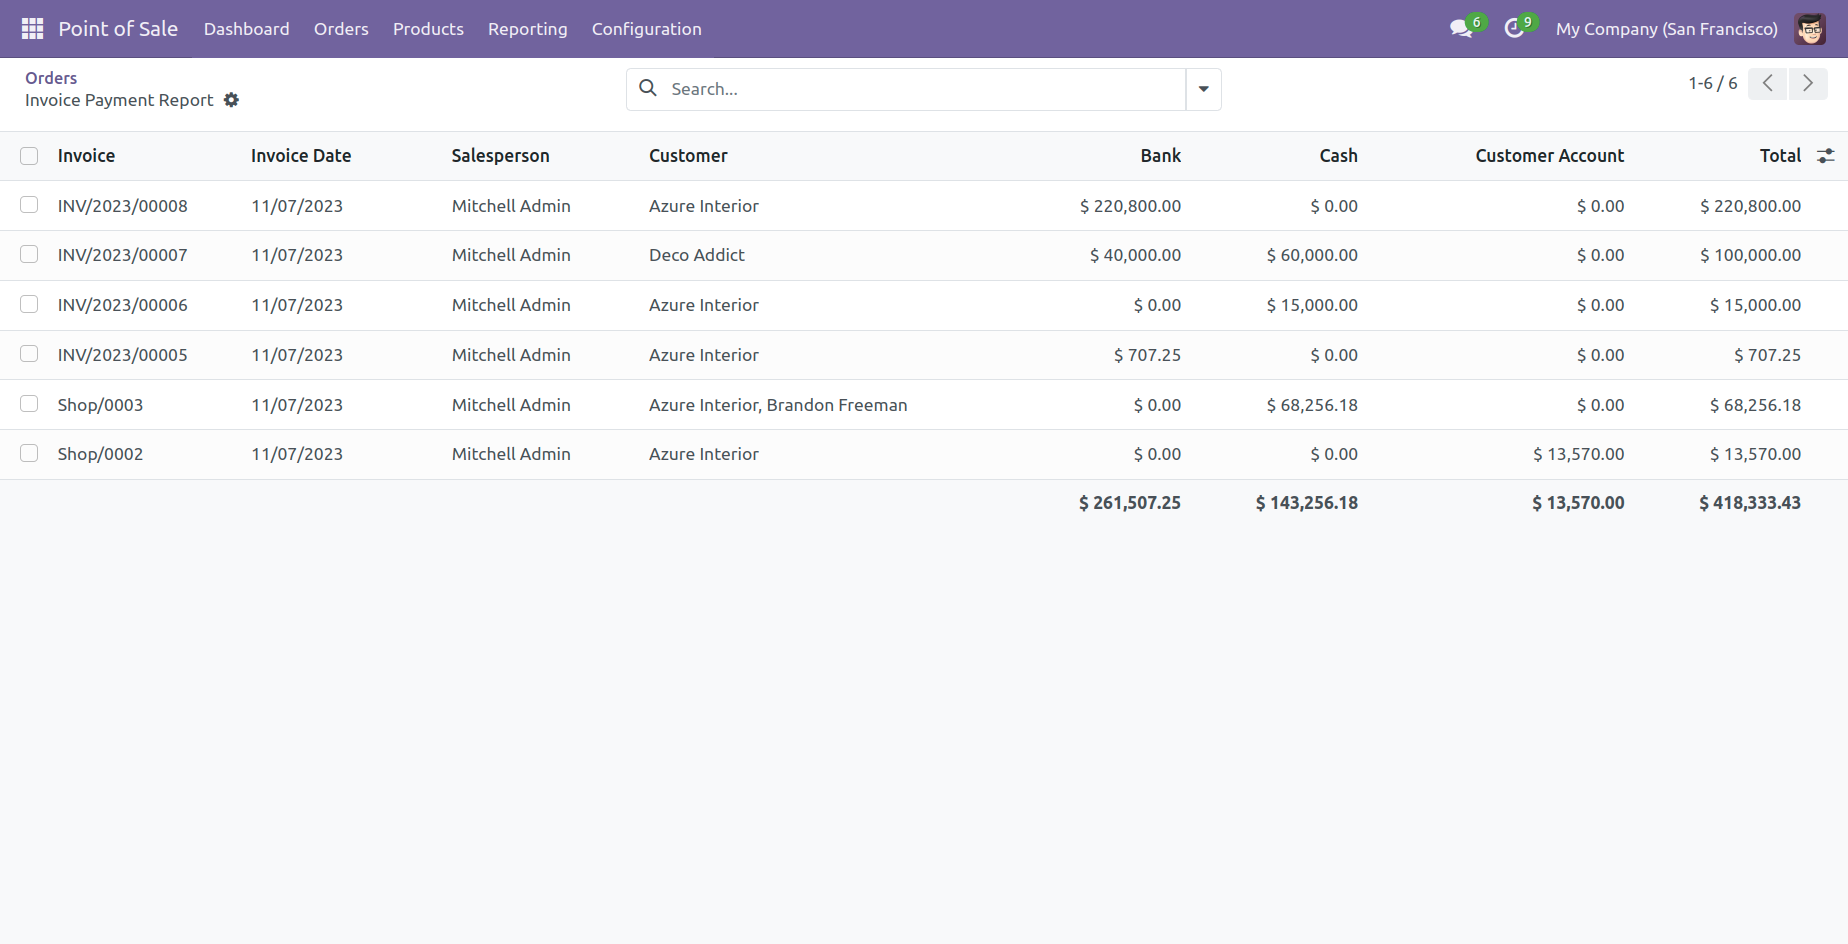 Point of Sale Dashboard Orders Products Reporting Configuration 6 9 My Company (San Francisco)
Orders
Invoice Payment Report
Search...
1-6 / 6
Invoice Invoice Date Salesperson Customer Bank Cash Customer Account Total
INV/2023/00008 11/07/2023 Mitchell Admin Azure Interior $ 220,800.00 $ 0.00 $ 0.00 $ 220,800.00
INV/2023/00007 11/07/2023 Mitchell Admin Deco Addict $ 40,000.00 $ 60,000.00 $ 0.00 $ 100,000.00
INV/2023/00006 11/07/2023 Mitchell Admin Azure Interior $ 0.00 $ 15,000.00 $ 0.00 $ 15,000.00
INV/2023/00005 11/07/2023 Mitchell Admin Azure Interior $ 707.25 $ 0.00 $ 0.00 $ 707.25
Shop/0003 11/07/2023 Mitchell Admin Azure Interior, Brandon Freeman $ 0.00 $ 68,256.18 $ 0.00 $ 68,256.18
Shop/0002 11/07/2023 Mitchell Admin Azure Interior $ 0.00 $ 0.00 $ 13,570.00 $ 13,570.00
$ 261,507.25 $ 143,256.18 $ 13,570.00 $ 418,333.43